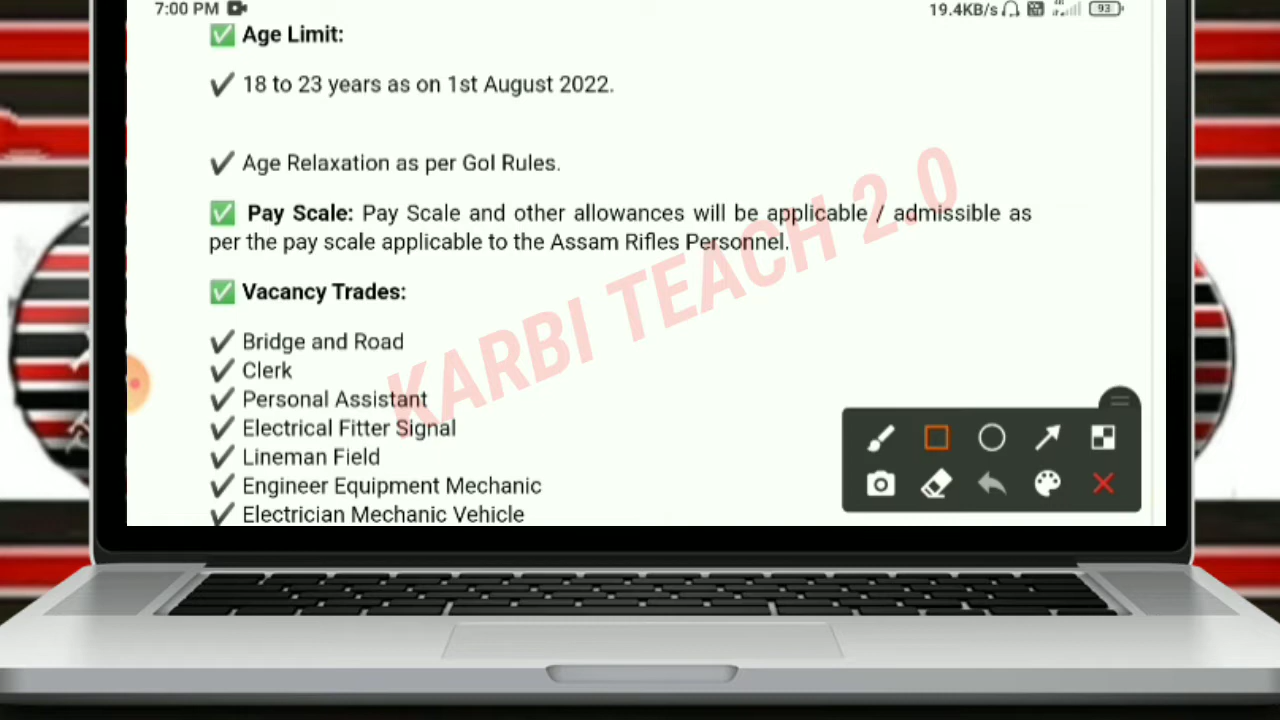 7:00 PM
19.4KB/s
93
✅ Age Limit:
✔ 18 to 23 years as on 1st August 2022.
✔ Age Relaxation as per GoI Rules.
✅ Pay Scale: Pay Scale and other allowances will be applicable / admissible as
per the pay scale applicable to the Assam Rifles Personnel.
✅ Vacancy Trades:
✔ Bridge and Road
✔ Clerk
✔ Personal Assistant
✔ Electrical Fitter Signal
✔ Lineman Field
✔ Engineer Equipment Mechanic
✔ Electrician Mechanic Vehicle
KARBI TEACH 2.0